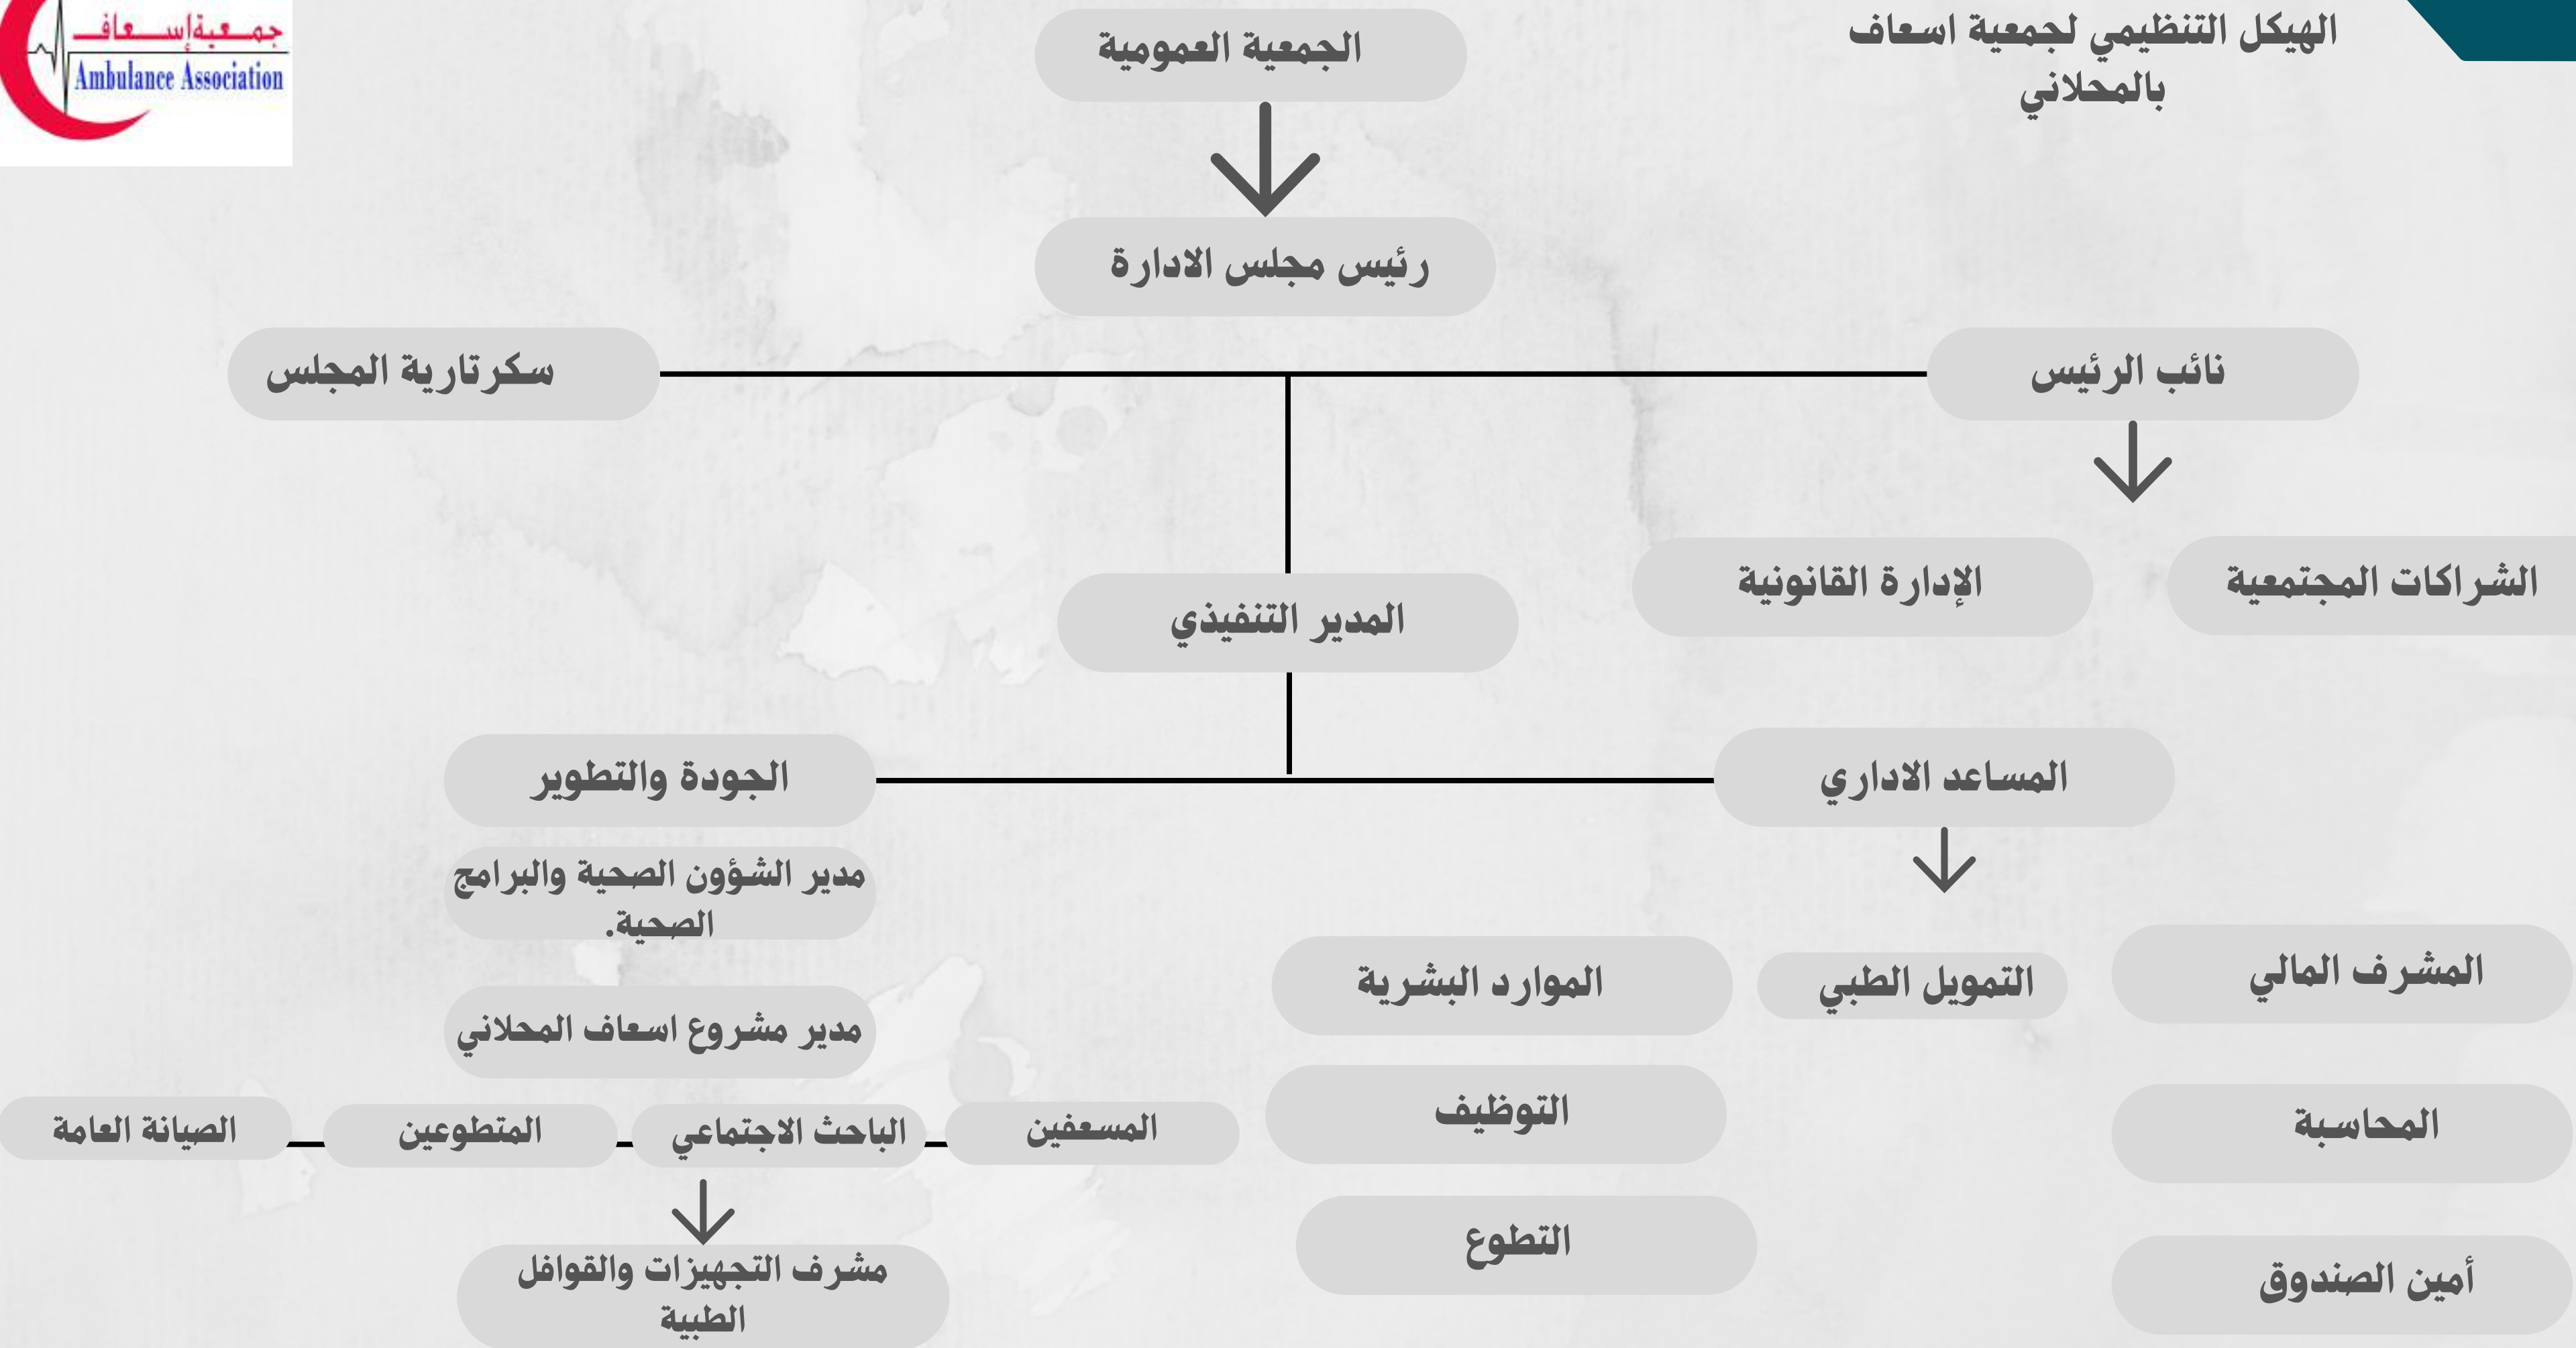 الهيكل التنظيمي لجمعية اسعاف
بالمحلاني
جمعية إسعاف
Ambulance Association
الجمعية العمومية
رئيس مجلس الادارة
نائب الرئيس
سكرتارية المجلس
الشراكات المجتمعية
الإدارة القانونية
المدير التنفيذي
المساعد الاداري
الجودة والتطوير
مدير الشؤون الصحية والبرامج
الصحية.
المشرف المالي
التمويل الطبي
الموارد البشرية
مدير مشروع اسعاف المحلاني
المحاسبة
التوظيف
المسعفين
الباحث الاجتماعي
المتطوعين
الصيانة العامة
أمين الصندوق
التطوع
مشرف التجهيزات والقوافل
الطبية